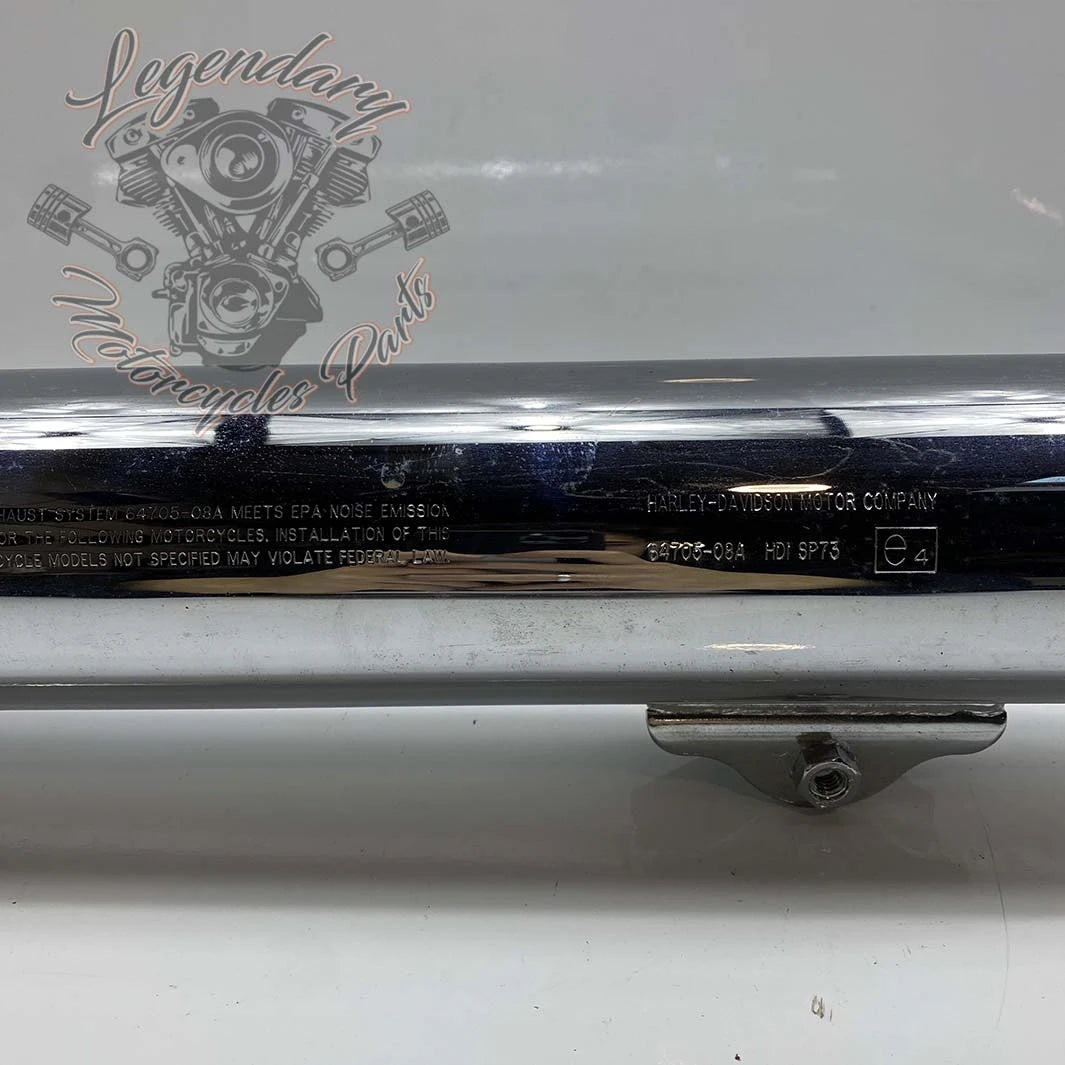 Legendary
Motorcycles Parts
HAUST SYSTEM 64705-08A MEETS EPA NOISE EMISSION
OR THE FOLLOWING MOTORCYCLES. INSTALLATION OF THIS
CYCLE MODELS NOT SPECIFIED MAY VIOLATE FEDERAL LAW.
HARLEY-DAVIDSON MOTOR COMPANY
64705-08A HDI SP73
e4